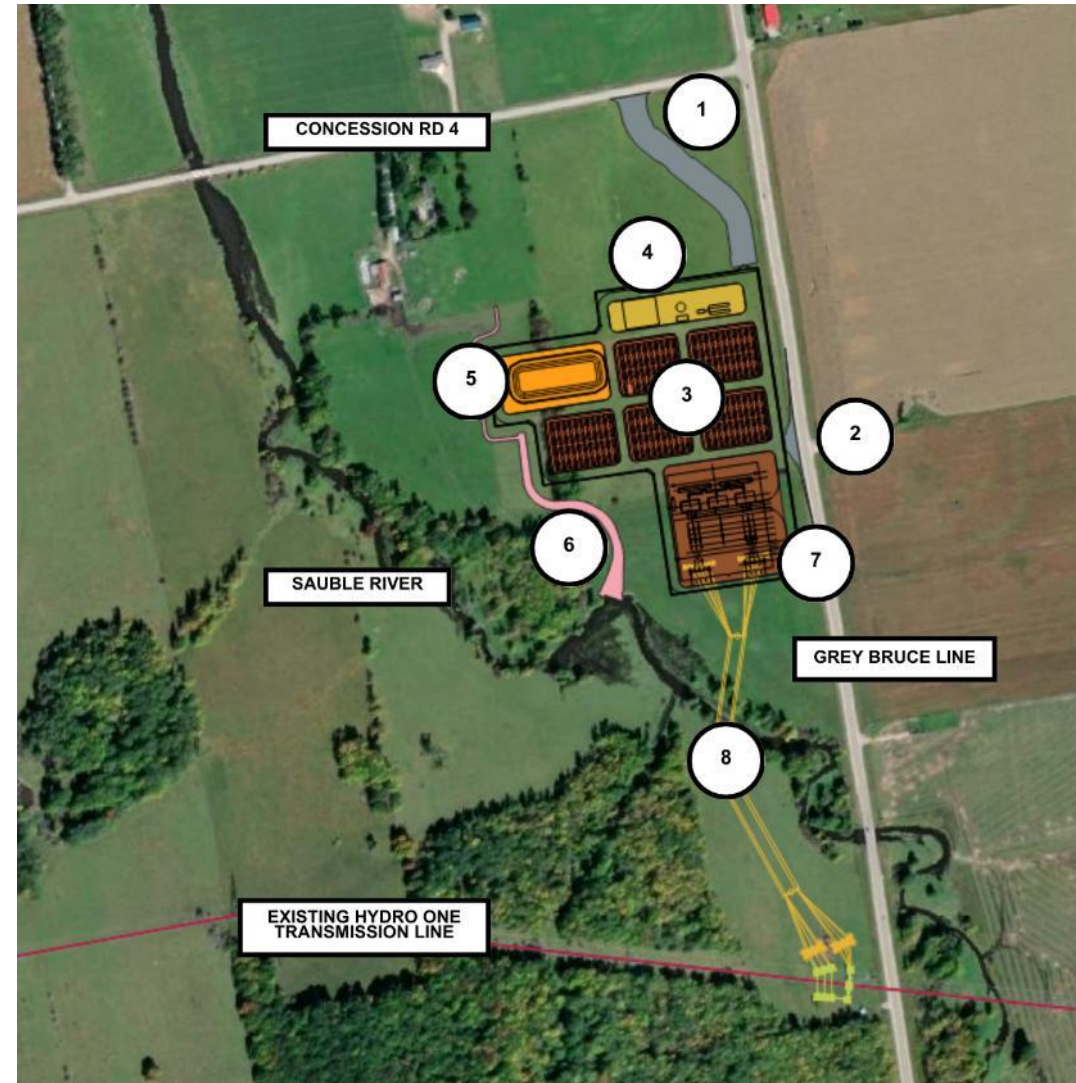 1
CONCESSION RD 4
4
5
3
2
6
7
SAUBLE RIVER
GREY BRUCE LINE
8
EXISTING HYDRO ONE
TRANSMISSION LINE